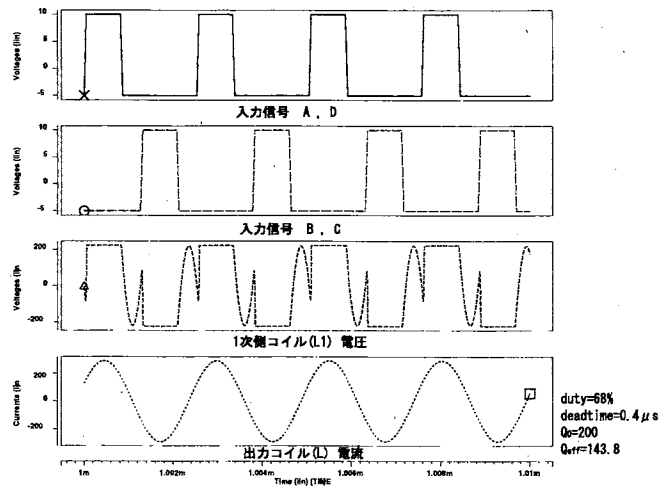 Voltages (lin)
10
5
0
-5
入力信号 A , D
Voltages (lin)
10
5
0
-5
入力信号 B , C
Voltages (lin
200
0
-200
1次側コイル(L1) 電圧
Currents (lin
200
-200
出力コイル(L) 電流
1m
1.002m
1.004m
1.006m
1.008m
1.01m
Time (lin) (TIME
duty=68%
deadtime=0.4μs
Q0=200
Qeff=143.8